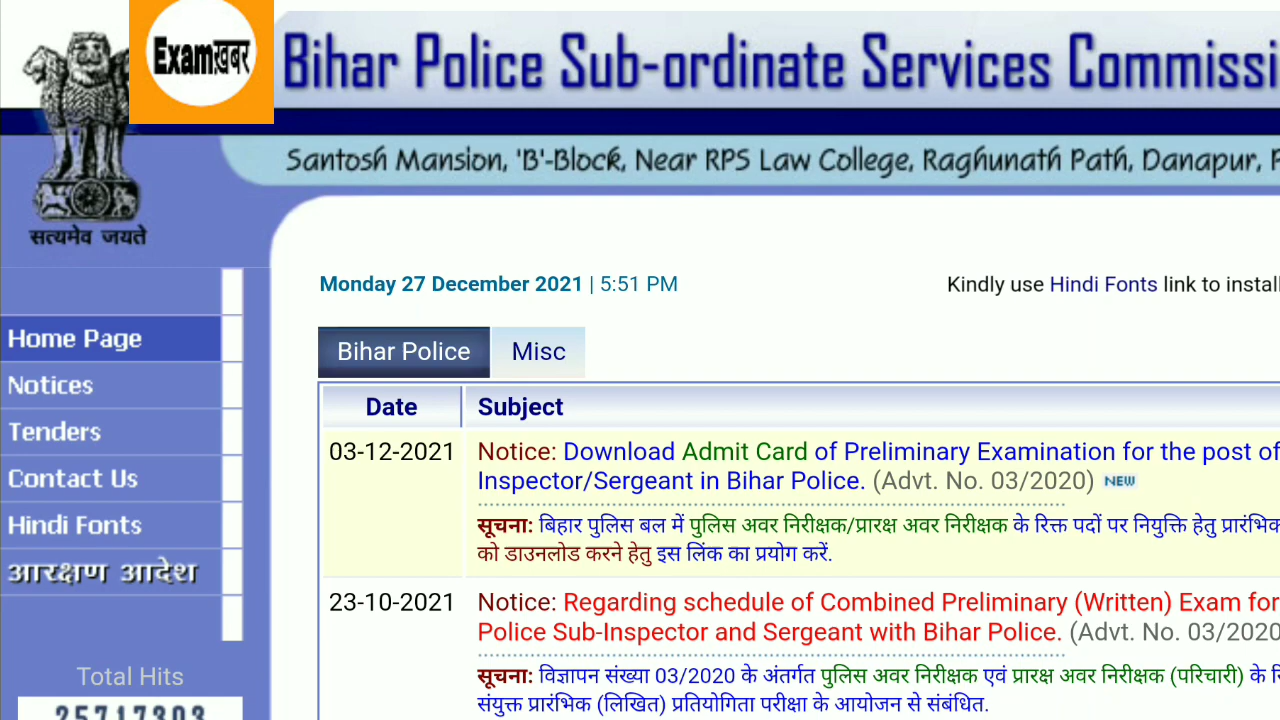 Examख़बर
Bihar Police Sub-ordinate Services Commissi
Santosh Mansion, 'B'-Block, Near RPS Law College, Raghunath Path, Danapur, P
सत्यमेव जयते
Monday 27 December 2021 | 5:51 PM
Kindly use Hindi Fonts link to install
Home Page
Notices
Tenders
Contact Us
Hindi Fonts
आरक्षण आदेश
Total Hits
25717303
Bihar Police
Misc
Date
Subject
03-12-2021
Notice: Download Admit Card of Preliminary Examination for the post of
Inspector/Sergeant in Bihar Police. (Advt. No. 03/2020) NEW
सूचना: बिहार पुलिस बल में पुलिस अवर निरीक्षक/प्रारक्ष अवर निरीक्षक के रिक्त पदों पर नियुक्ति हेतु प्रारंभिक
को डाउनलोड करने हेतु इस लिंक का प्रयोग करें.
23-10-2021
Notice: Regarding schedule of Combined Preliminary (Written) Exam for
Police Sub-Inspector and Sergeant with Bihar Police. (Advt. No. 03/2020
सूचना: विज्ञापन संख्या 03/2020 के अंतर्गत पुलिस अवर निरीक्षक एवं प्रारक्ष अवर निरीक्षक (परिचारी) के
संयुक्त प्रारंभिक (लिखित) प्रतियोगिता परीक्षा के आयोजन से संबंधित.